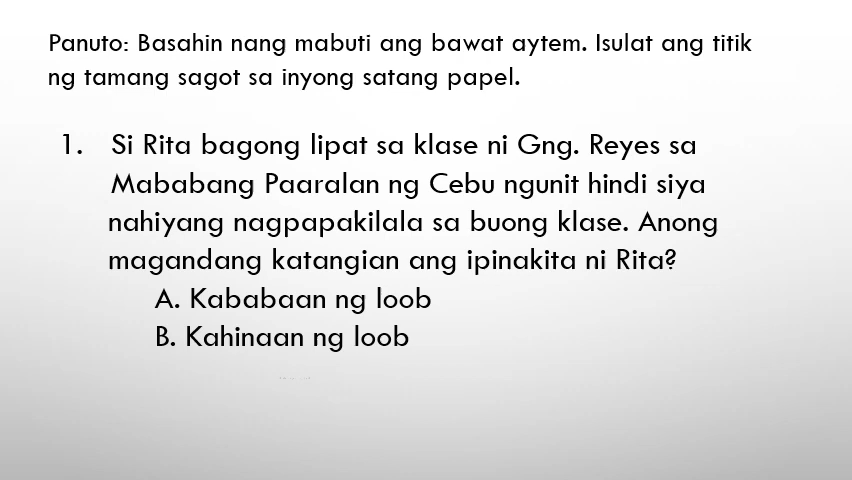 Panuto: Basahin nang mabuti ang bawat aytem. Isulat ang titik
ng tamang sagot sa inyong satang papel.
1. Si Rita bagong lipat sa klase ni Gng. Reyes sa
Mababang Paaralan ng Cebu ngunit hindi siya
nahiyang nagpapakilala sa buong klase. Anong
magandang katangian ang ipinakita ni Rita?
A. Kababaan ng loob
B. Kahinaan ng loob